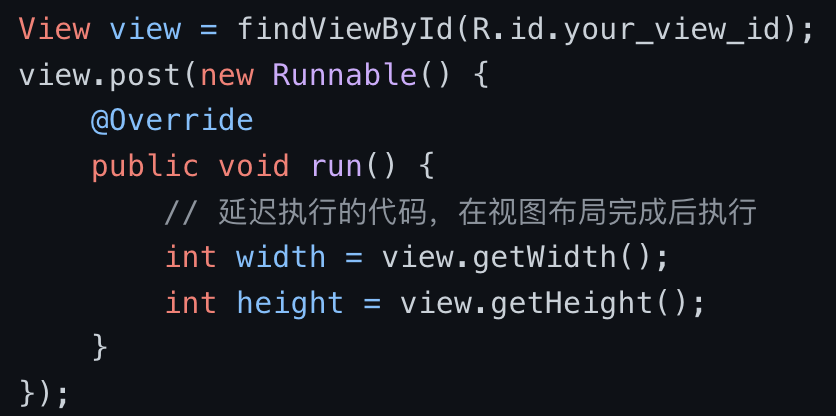 View view = findViewById(R.id.your_view_id);
view.post(new Runnable() {
    @Override
    public void run() {
        // 延迟执行的代码，在视图布局完成后执行
        int width = view.getWidth();
        int height = view.getHeight();
    }
});